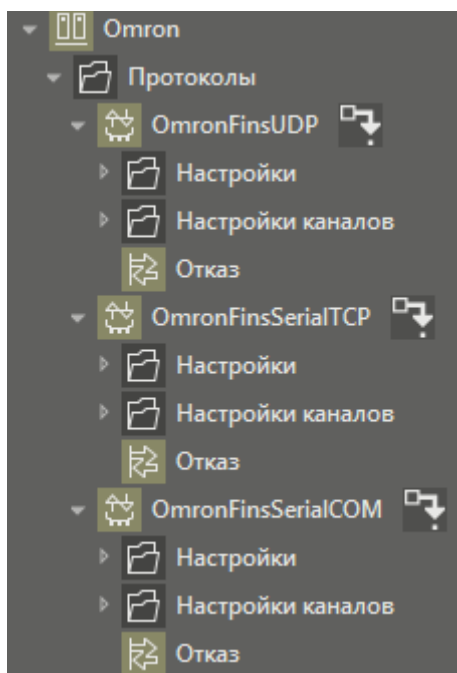 Omron
Протоколы
OmronFinsUDP
Настройки
Настройки каналов
Отказ
OmronFinsSerialTCP
Настройки
Настройки каналов
Отказ
OmronFinsSerialCOM
Настройки
Настройки каналов
Отказ